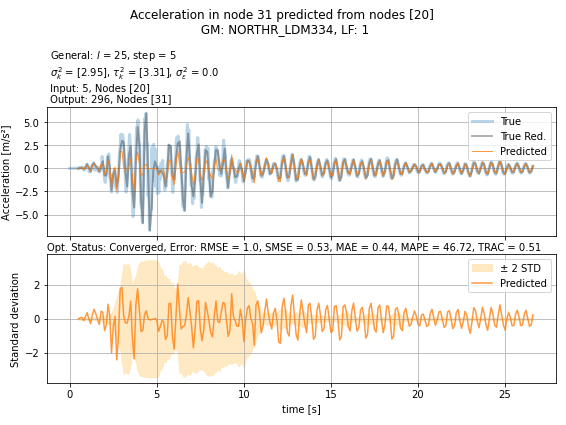 Acceleration in node 31 predicted from nodes [20]
GM: NORTHR_LDM334, LF: 1
General: l = 25, step = 5
σ²ₖ = [2.95], τ²ₖ = [3.31], σ²ε = 0.0
Input: 5, Nodes [20]
Output: 296, Nodes [31]
Acceleration [m/s²]
5.0
2.5
0.0
−2.5
−5.0
True
True Red.
Predicted
Opt. Status: Converged, Error: RMSE = 1.0, SMSE = 0.53, MAE = 0.44, MAPE = 46.72, TRAC = 0.51
Standard deviation
2
0
−2
± 2 STD
Predicted
0
5
10
15
20
25
time [s]